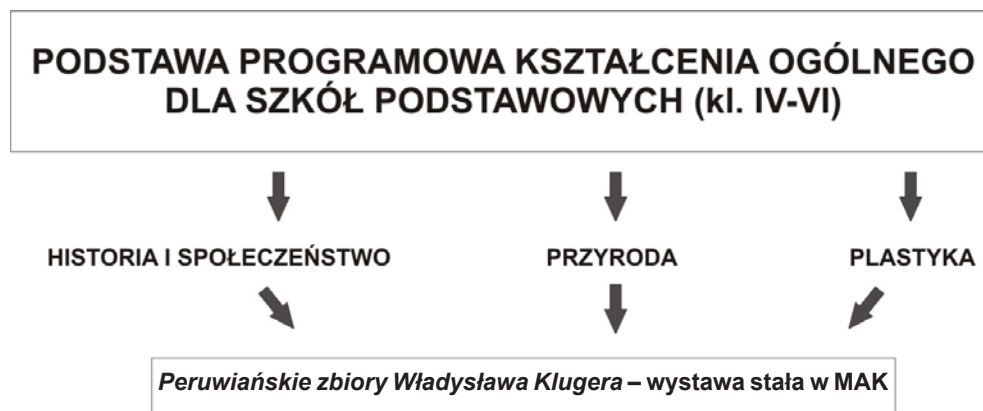 PODSTAWA PROGRAMOWA KSZTAŁCENIA OGÓLNEGO
DLA SZKÓŁ PODSTAWOWYCH (kl. IV-VI)
HISTORIA I SPOŁECZEŃSTWO
PRZYRODA
PLASTYKA
Peruwiańskie zbiory Władysława Klugera – wystawa stała w MAK